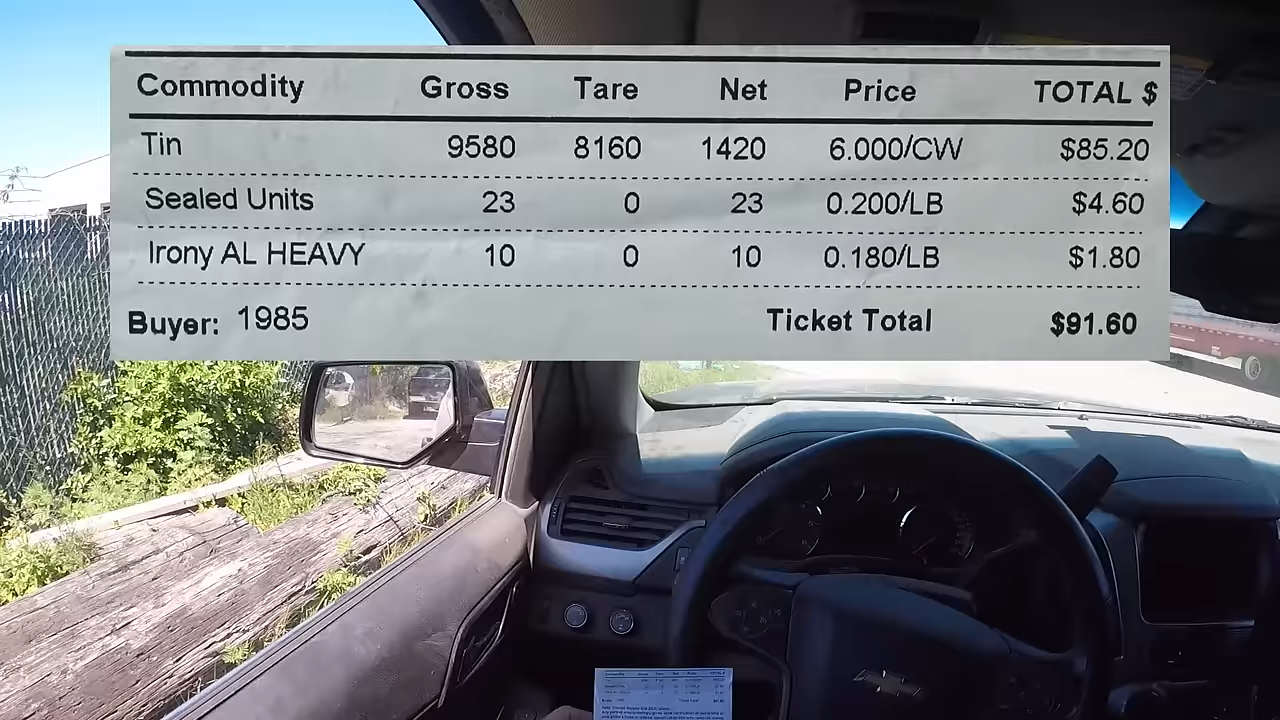 Commodity Gross Tare Net Price TOTAL $
Tin 9580 8160 1420 6.000/CW $85.20
Sealed Units 23 0 23 0.200/LB $4.60
Irony AL HEAVY 10 0 10 0.180/LB $1.80
Buyer: 1985 Ticket Total $91.60